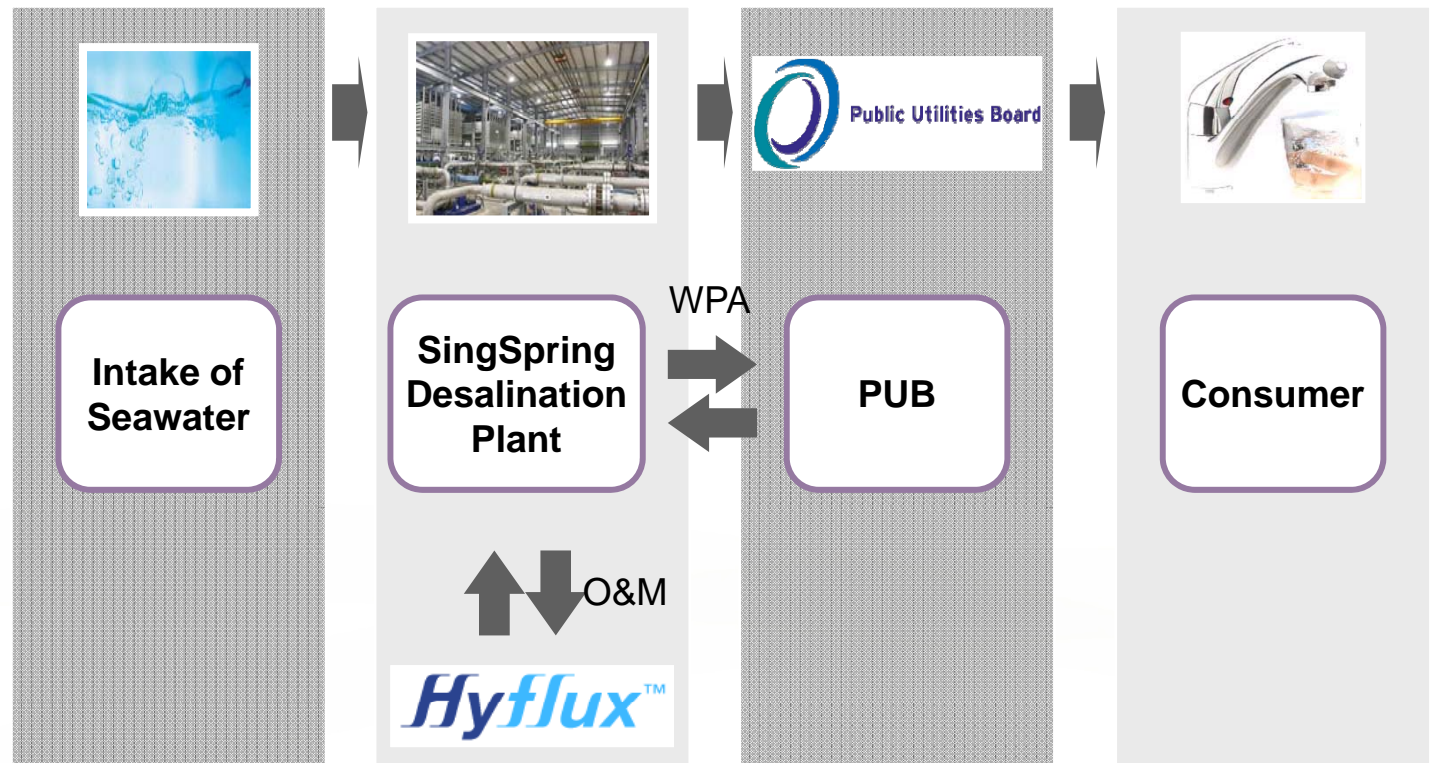 Public Utilities Board
WPA
Intake of
Seawater
SingSpring
Desalination
Plant
PUB
Consumer
O&M
Hyflux™